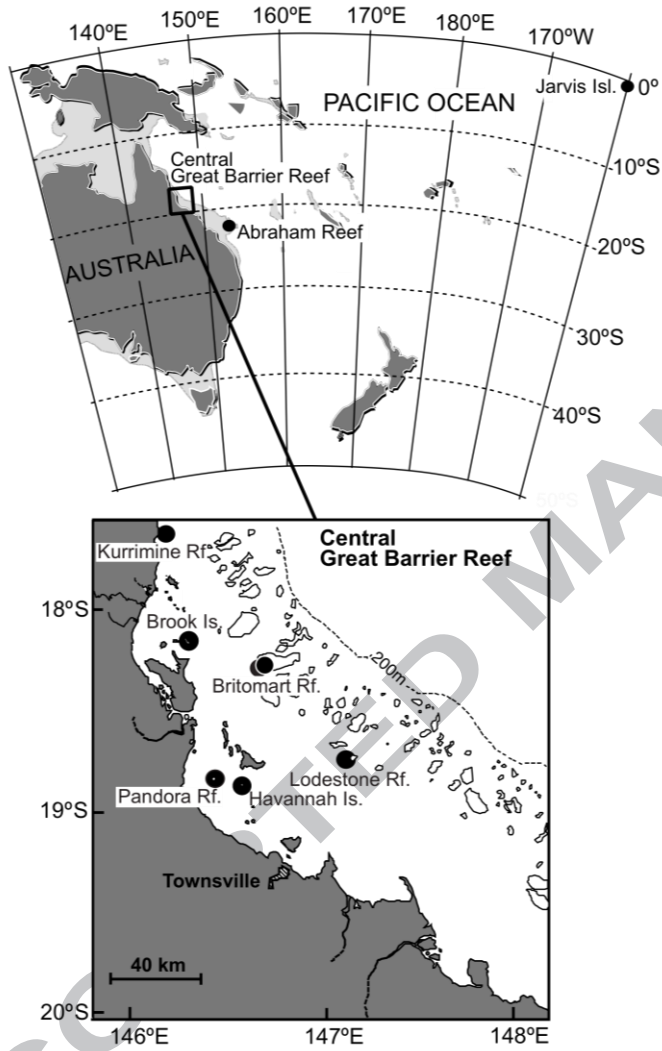 140ºE 150ºE 160ºE 170ºE 180ºE 170ºW
Jarvis Isl.
0º
PACIFIC OCEAN
10ºS
Central
Great Barrier Reef
Abraham Reef
20ºS
AUSTRALIA
30ºS
40ºS
50ºS
Central
Great Barrier Reef
Kurrimine Rf.
18ºS
Brook Is.
200m
Britomart Rf.
Lodestone Rf.
Pandora Rf.
Havannah Is.
19ºS
Townsville
40 km
20ºS
146ºE 147ºE 148ºE